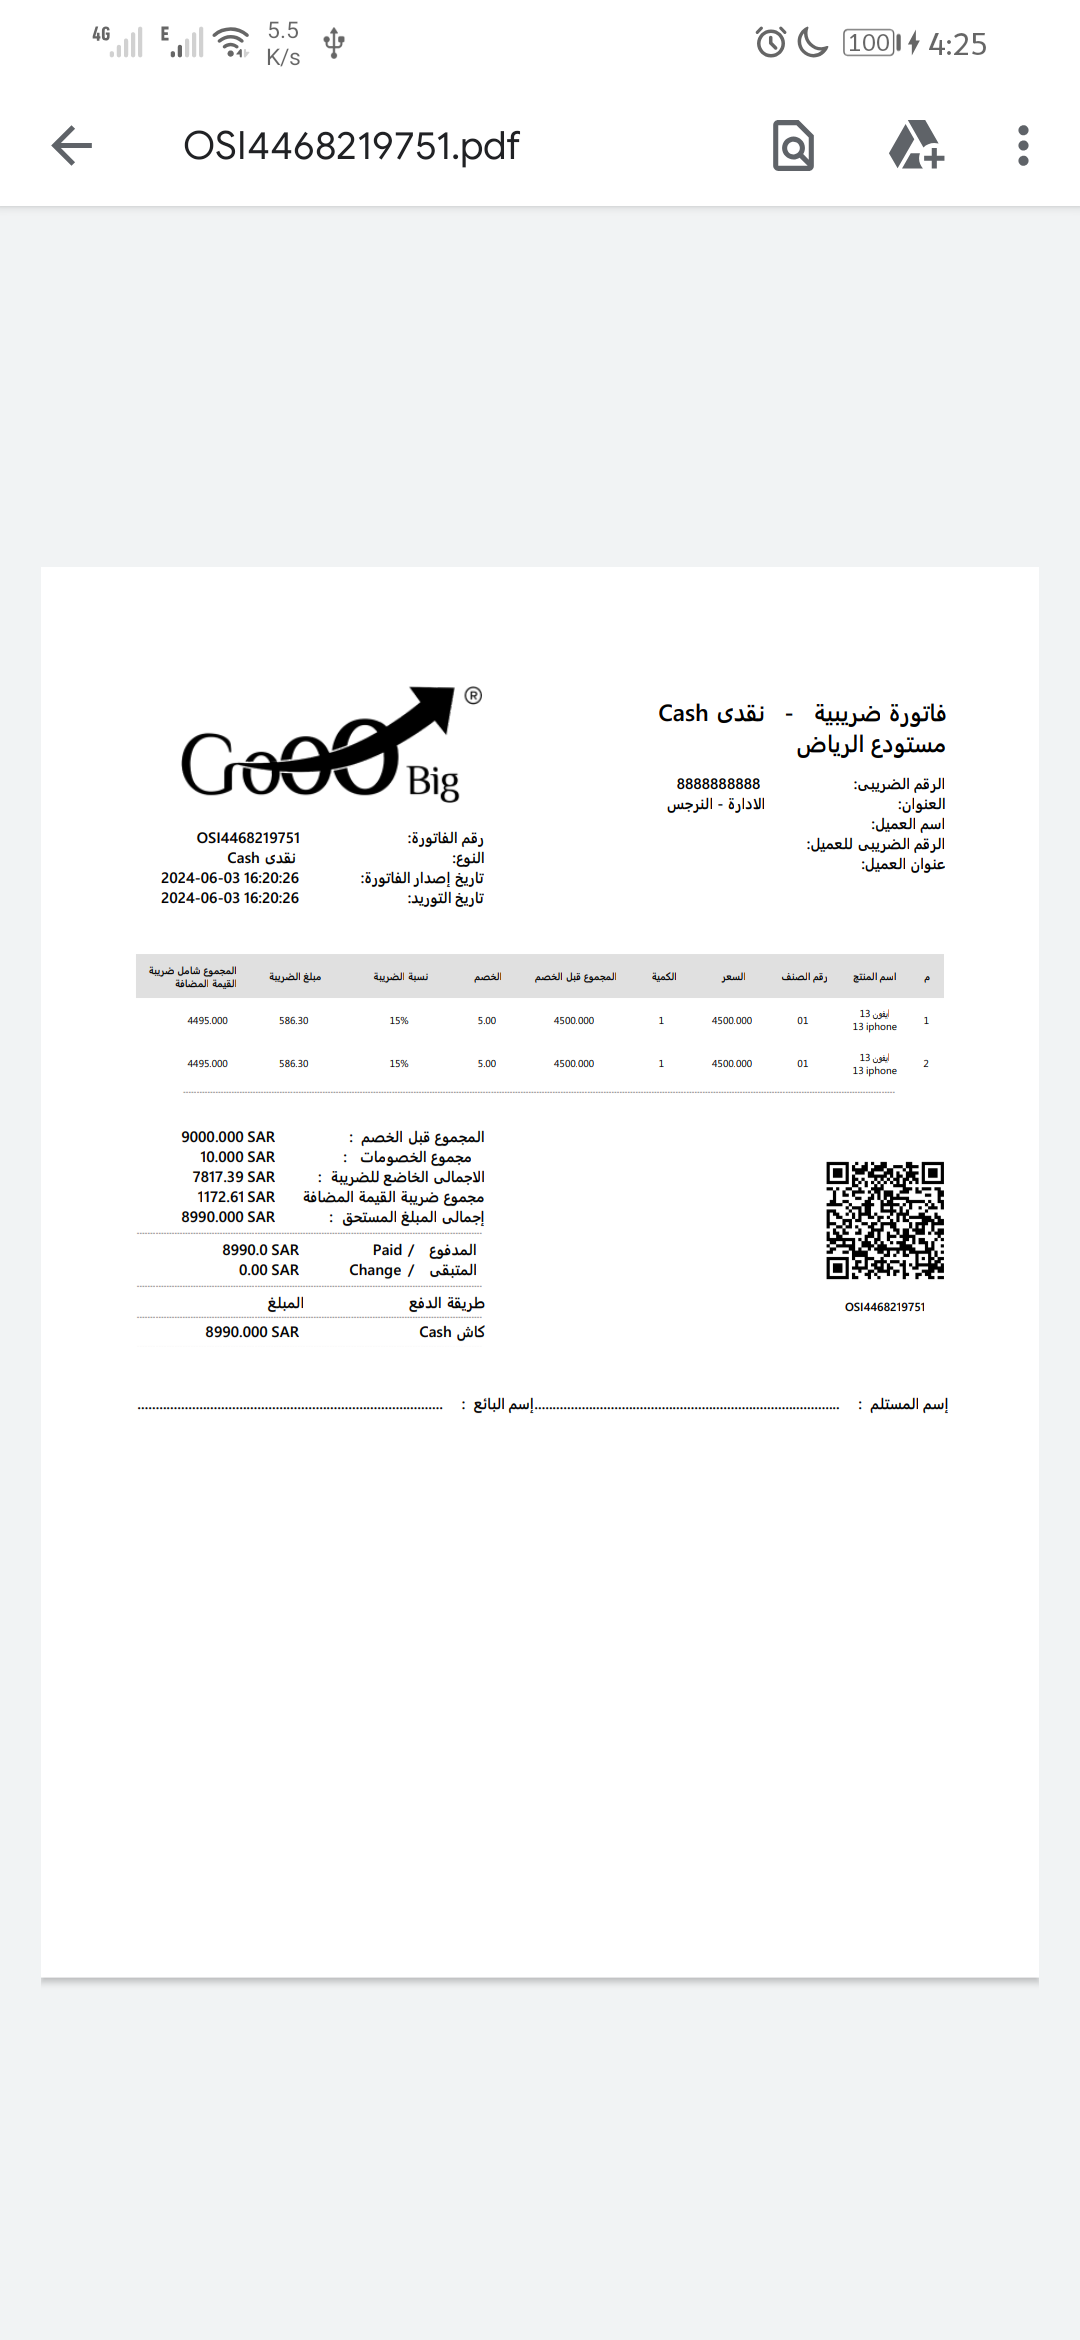 4G E 5.5 K/s 100 4:25
OSI4468219751.pdf
GoOO Big ®
فاتورة ضريبية - نقدى Cash
مستودع الرياض
الرقم الضريبى: 8888888888
العنوان: الادارة - النرجس
اسم العميل:
الرقم الضريبى للعميل:
عنوان العميل:
رقم الفاتورة: OSI4468219751
النوع: نقدى Cash
تاريخ إصدار الفاتورة: 2024-06-03 16:20:26
تاريخ التوريد: 2024-06-03 16:20:26
م اسم المنتج رقم الصنف السعر الكمية المجموع قبل الخصم الخصم نسبة الضريبة مبلغ الضريبة المجموع شامل ضريبة القيمة المضافة
1 ايفون 13 13 iphone 01 4500.000 1 4500.000 5.00 15% 586.30 4495.000
2 ايفون 13 13 iphone 01 4500.000 1 4500.000 5.00 15% 586.30 4495.000
المجموع قبل الخصم : 9000.000 SAR
مجموع الخصومات : 10.000 SAR
الاجمالى الخاضع للضريبة : 7817.39 SAR
مجموع ضريبة القيمة المضافة 1172.61 SAR
إجمالى المبلغ المستحق : 8990.000 SAR
المدفوع / Paid 8990.0 SAR
المتبقى / Change 0.00 SAR
طريقة الدفع المبلغ
كاش Cash 8990.000 SAR
OSI4468219751
إسم المستلم : ....................إسم البائع : ....................